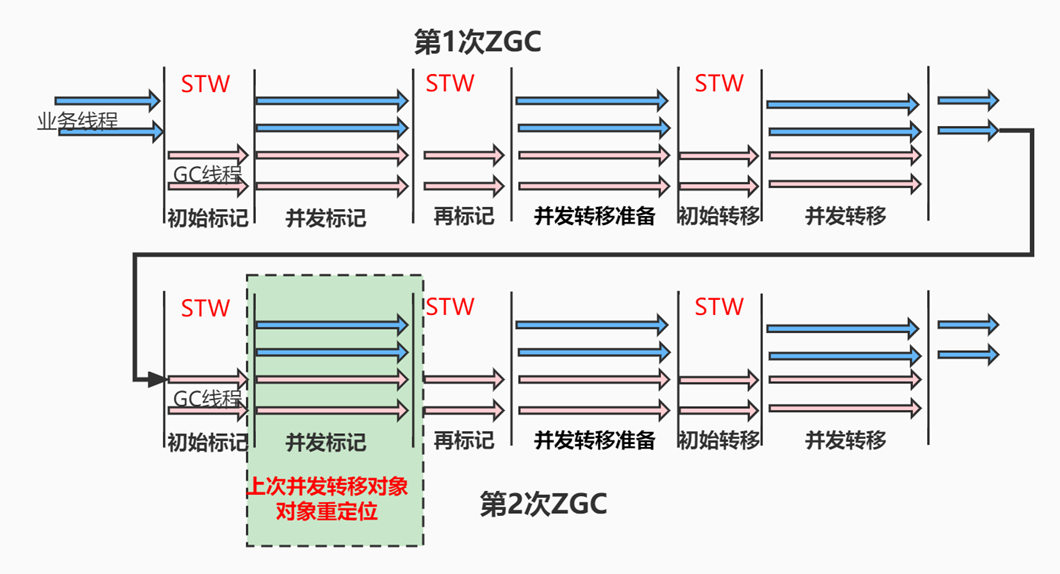 第1次ZGC
STW
STW
STW
业务线程
GC线程
初始标记
并发标记
再标记
并发转移准备
初始转移
并发转移
STW
STW
STW
GC线程
初始标记
并发标记
再标记
并发转移准备
初始转移
并发转移
上次并发转移对象
对象重定位
第2次ZGC